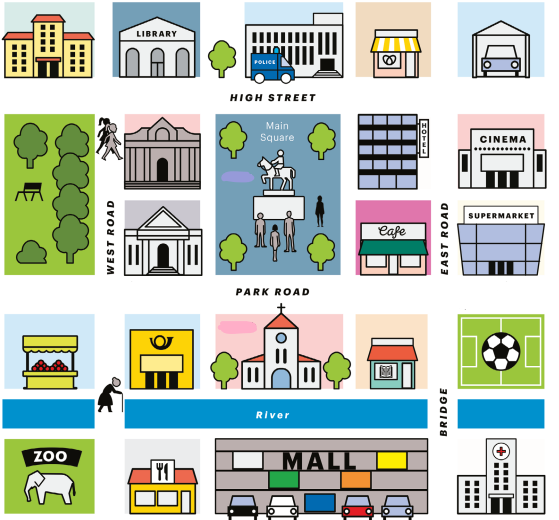 LIBRARY
POLICE
HIGH STREET
Main
Square
HOTEL
CINEMA
WEST ROAD
Cafe
EAST ROAD
SUPERMARKET
PARK ROAD
River
BRIDGE
ZOO
MALL